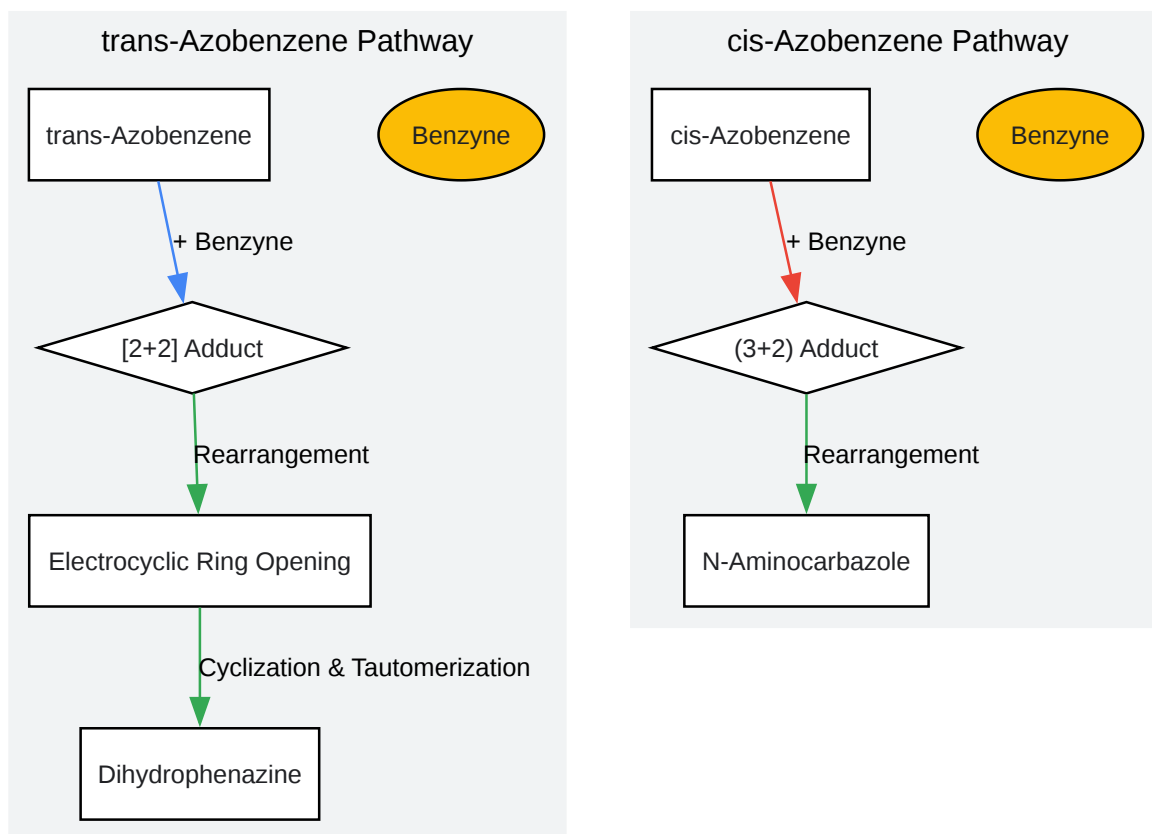 trans-Azobenzene Pathway
trans-Azobenzene
Benzyne
+ Benzyne
[2+2] Adduct
Rearrangement
Electrocyclic Ring Opening
Cyclization & Tautomerization
Dihydrophenazine
cis-Azobenzene Pathway
cis-Azobenzene
Benzyne
+ Benzyne
(3+2) Adduct
Rearrangement
N-Aminocarbazole